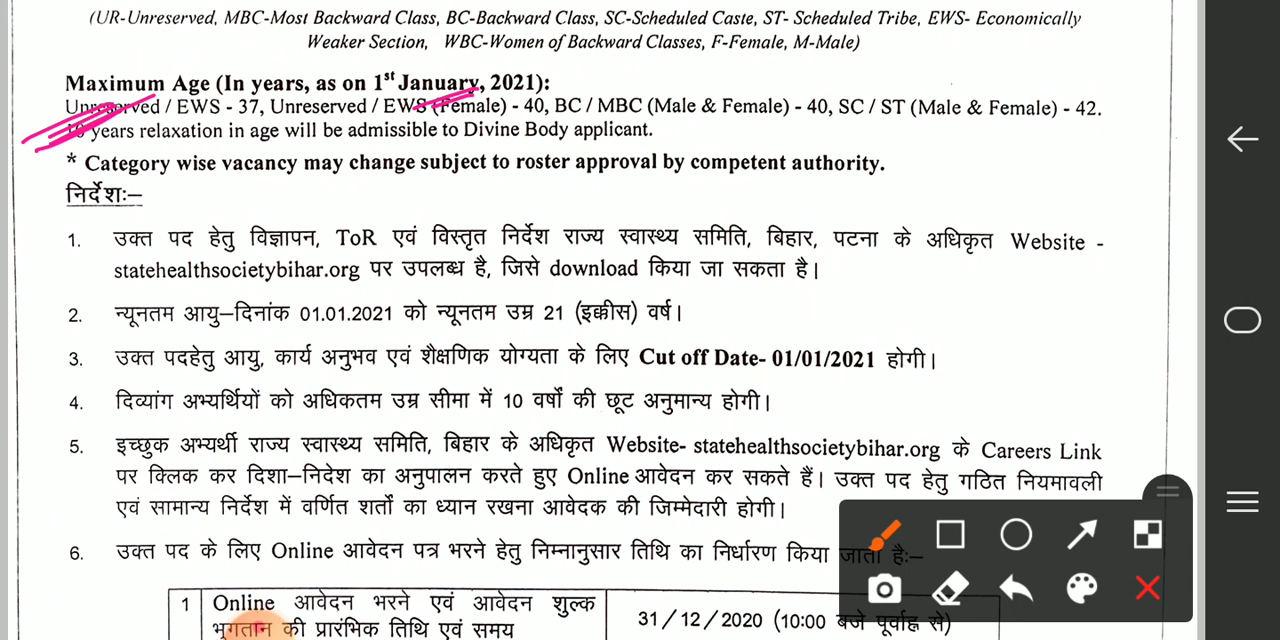 (UR-Unreserved, MBC-Most Backward Class, BC-Backward Class, SC-Scheduled Caste, ST- Scheduled Tribe, EWS- Economically
Weaker Section, WBC-Women of Backward Classes, F-Female, M-Male)
Maximum Age (In years, as on 1st January, 2021):
Unreserved / EWS - 37, Unreserved / EWS (Female) - 40, BC / MBC (Male & Female) - 40, SC / ST (Male & Female) - 42.
10 years relaxation in age will be admissible to Divine Body applicant.
* Category wise vacancy may change subject to roster approval by competent authority.
निर्देशः–
1. उक्त पद हेतु विज्ञापन, ToR एवं विस्तृत निर्देश राज्य स्वास्थ्य समिति, बिहार, पटना के अधिकृत Website -
statehealthsocietybihar.org पर उपलब्ध है, जिसे download किया जा सकता है।
2. न्यूनतम आयु–दिनांक 01.01.2021 को न्यूनतम उम्र 21 (इक्कीस) वर्ष।
3. उक्त पदहेतु आयु, कार्य अनुभव एवं शैक्षणिक योग्यता के लिए Cut off Date- 01/01/2021 होगी।
4. दिव्यांग अभ्यर्थियों को अधिकतम उम्र सीमा में 10 वर्षो की छूट अनुमान्य होगी।
5. इच्छुक अभ्यर्थी राज्य स्वास्थ्य समिति, बिहार के अधिकृत Website- statehealthsocietybihar.org के Careers Link
पर क्लिक कर दिशा–निदेश का अनुपालन करते हुए Online आवेदन कर सकते हैं। उक्त पद हेतु गठित नियमावली
एवं सामान्य निर्देश में वर्णित शर्तो का ध्यान रखना आवेदक की जिम्मेदारी होगी।
6. उक्त पद के लिए Online आवेदन पत्र भरने हेतु निम्नानुसार तिथि का निर्धारण किया जाता हैः–
1 Online आवेदन भरने एवं आवेदन शुल्क
भुगतान की प्रारंभिक तिथि एवं समय
31/12/2020 (10:00 बजे पूर्वाह्न से)